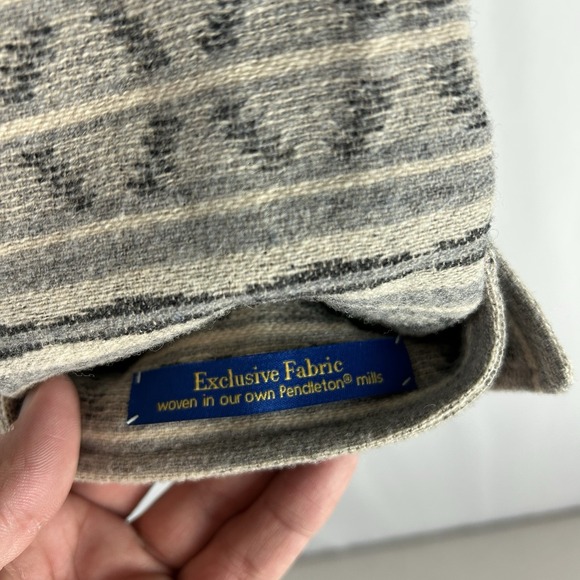 Exclusive Fabric
woven in our own Pendleton® mills